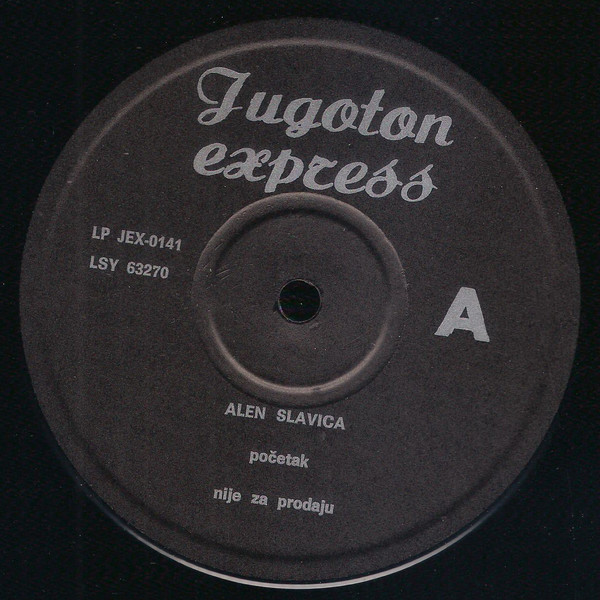 Jugoton
express
LP JEX-0141
LSY 63270
A
ALEN SLAVICA
početak
nije za prodaju